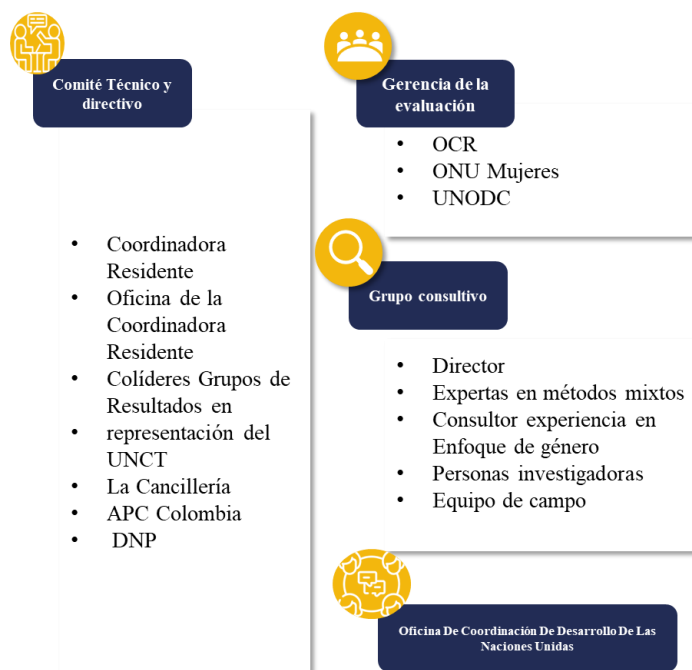 Comité Técnico y
directivo
• Coordinadora
Residente
• Oficina de la
Coordinadora
Residente
• Colíderes Grupos de
Resultados en
• representación del
UNCT
• La Cancillería
• APC Colombia
• DNP
Gerencia de la
evaluación
• OCR
• ONU Mujeres
• UNODC
Grupo consultivo
• Director
• Expertas en métodos mixtos
• Consultor experiencia en
Enfoque de género
• Personas investigadoras
• Equipo de campo
Oficina De Coordinación De Desarrollo De Las
Naciones Unidas